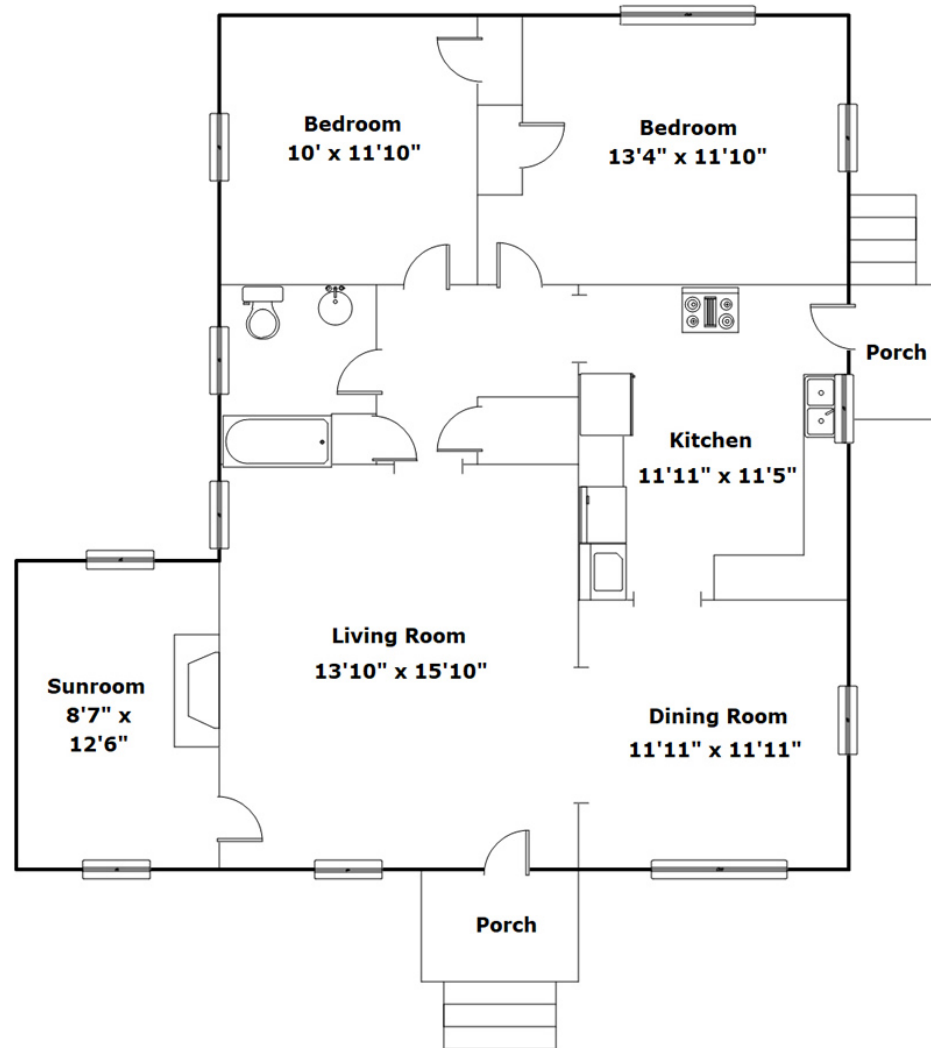 Bedroom
10' x 11'10"
Bedroom
13'4" x 11'10"
Porch
Kitchen
11'11" x 11'5"
Living Room
13'10" x 15'10"
Sunroom
8'7" x
12'6"
Dining Room
11'11" x 11'11"
Porch